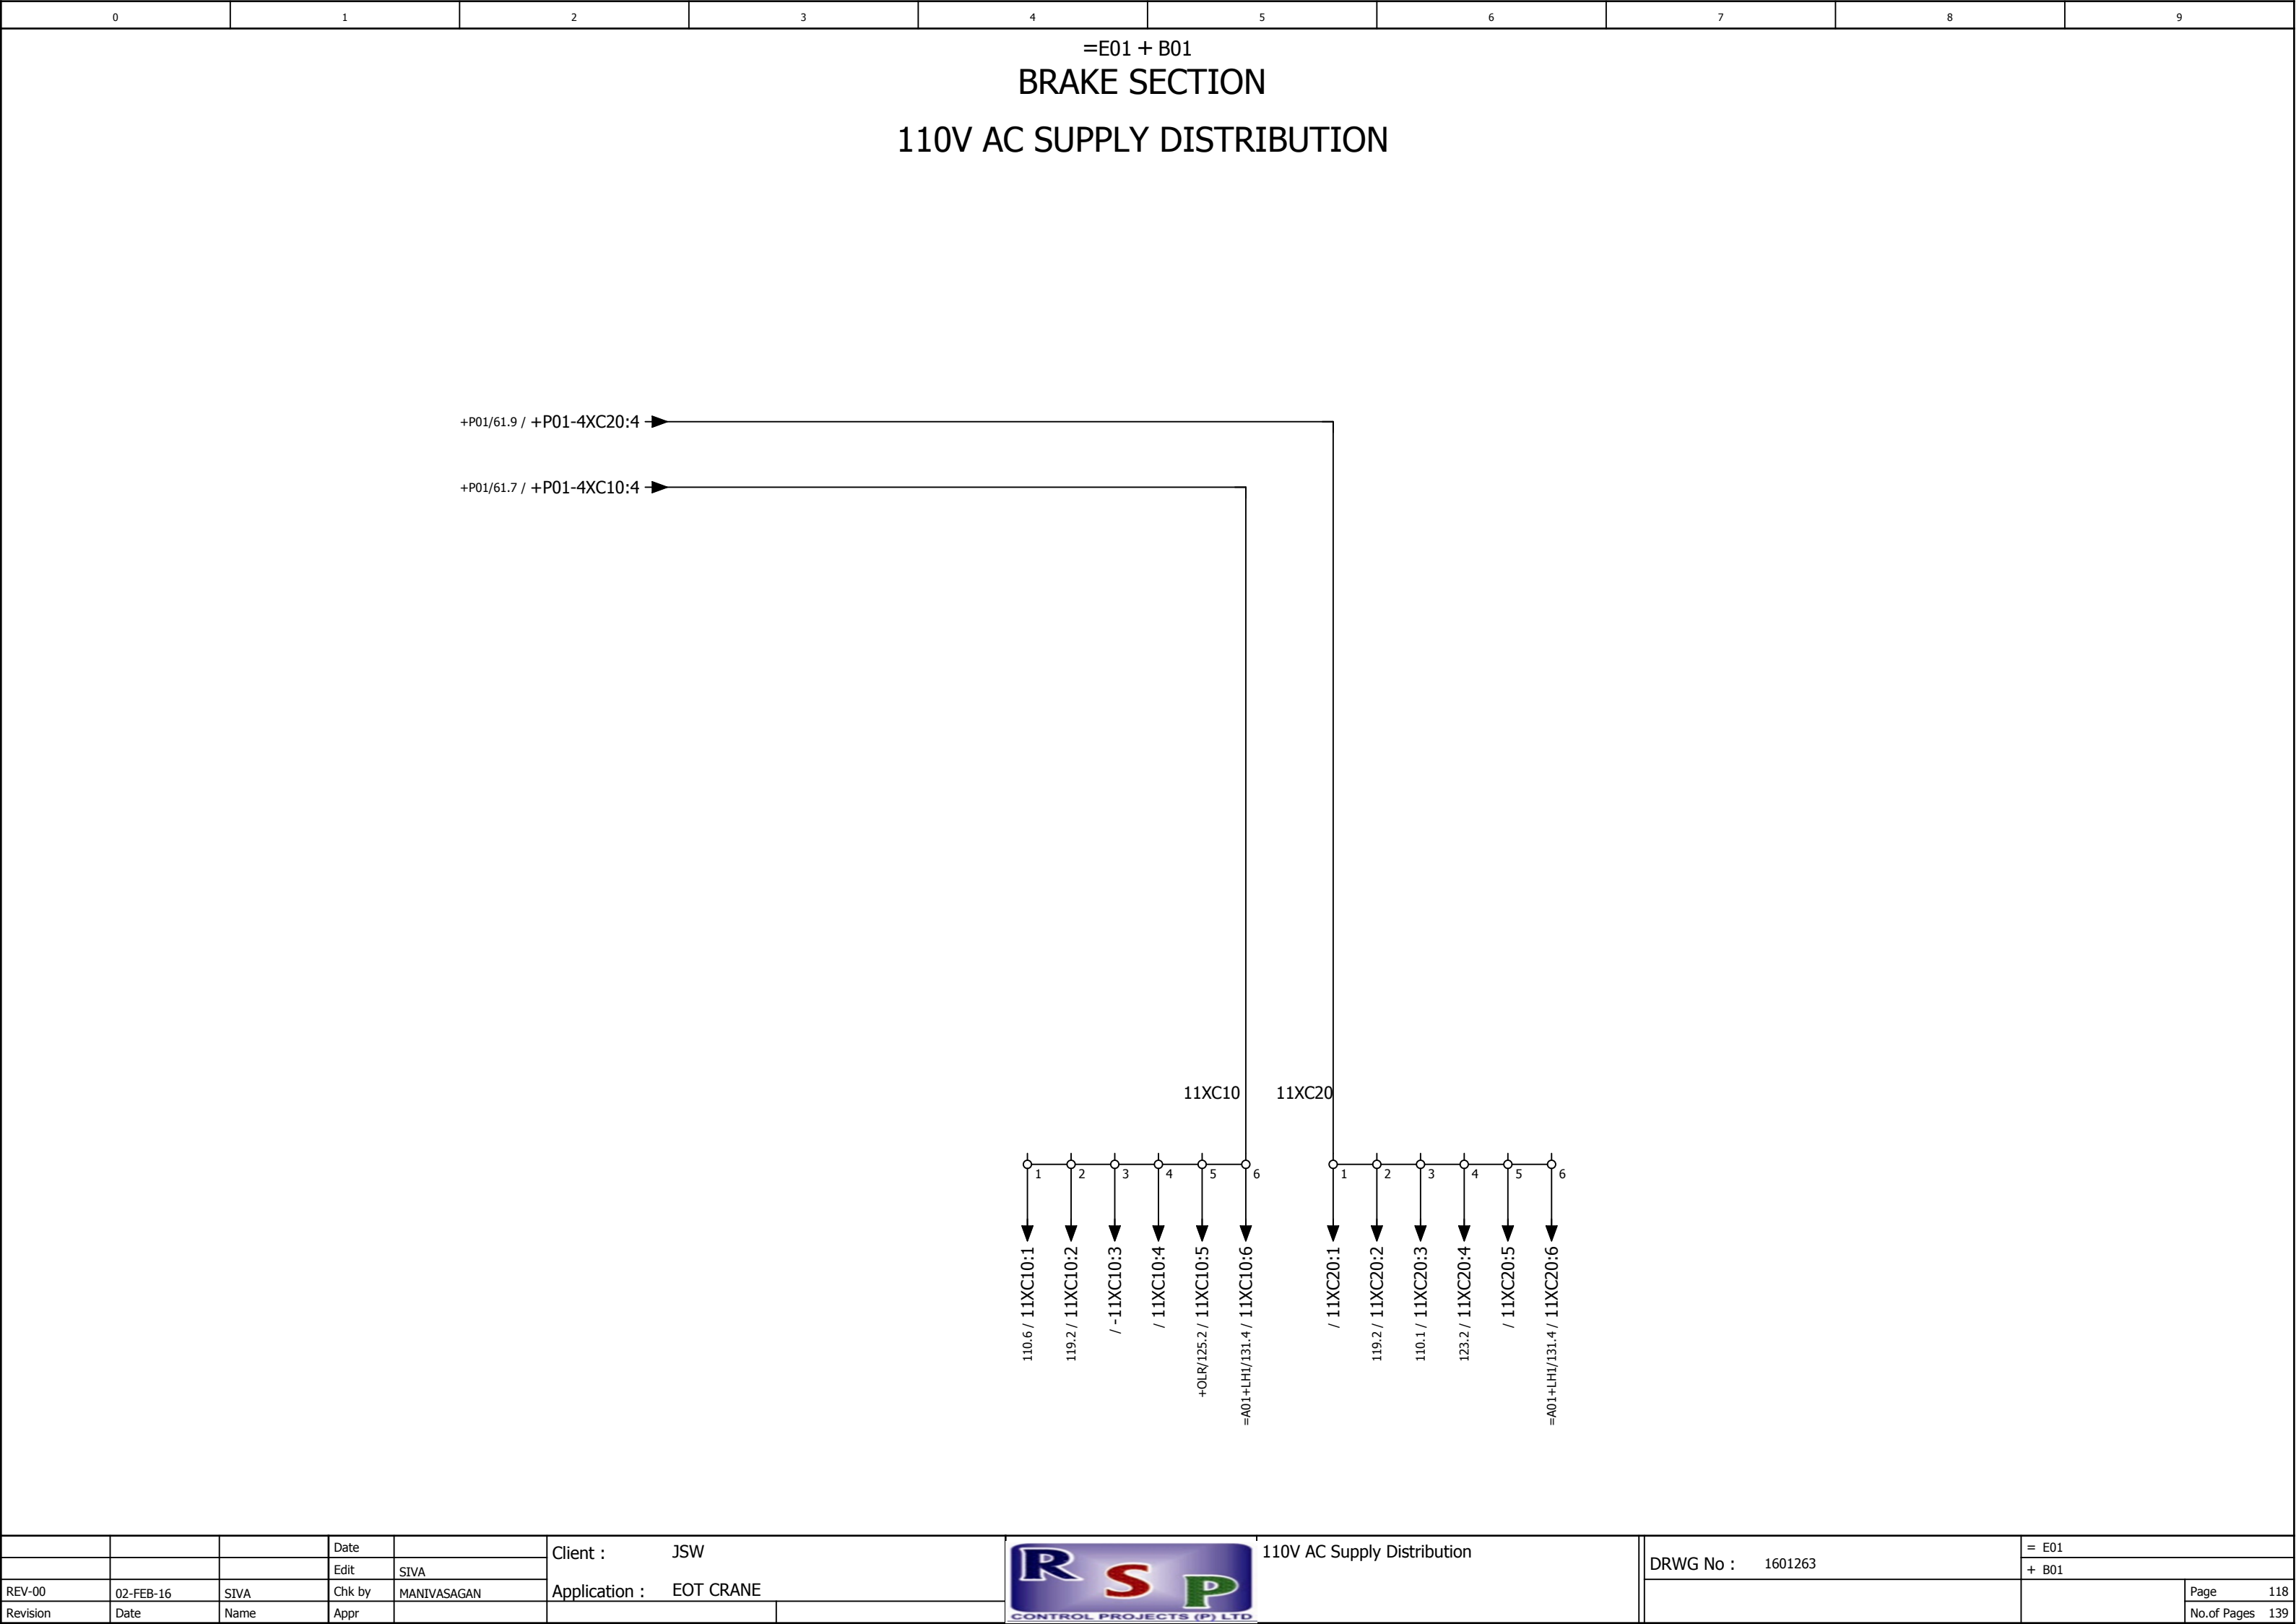 0 1 2 3 4 5 6 7 8 9
=E01 + B01
BRAKE SECTION
110V AC SUPPLY DISTRIBUTION
+P01/61.9 / +P01-4XC20:4
+P01/61.7 / +P01-4XC10:4
11XC10 11XC20
1 2 3 4 5 6 1 2 3 4 5 6
110.6 / 11XC10:1
119.2 / 11XC10:2
/ -11XC10:3
/ 11XC10:4
+OLR/125.2 / 11XC10:5
=A01+LH1/131.4 / 11XC10:6
/ 11XC20:1
119.2 / 11XC20:2
110.1 / 11XC20:3
123.2 / 11XC20:4
/ 11XC20:5
=A01+LH1/131.4 / 11XC20:6
Date
Edit SIVA
REV-00 02-FEB-16 SIVA Chk by MANIVASAGAN
Revision Date Name Appr
Client : JSW
Application : EOT CRANE
R S P
CONTROL PROJECTS (P) LTD
110V AC Supply Distribution
DRWG No : 1601263
= E01
+ B01
Page 118
No.of Pages 139